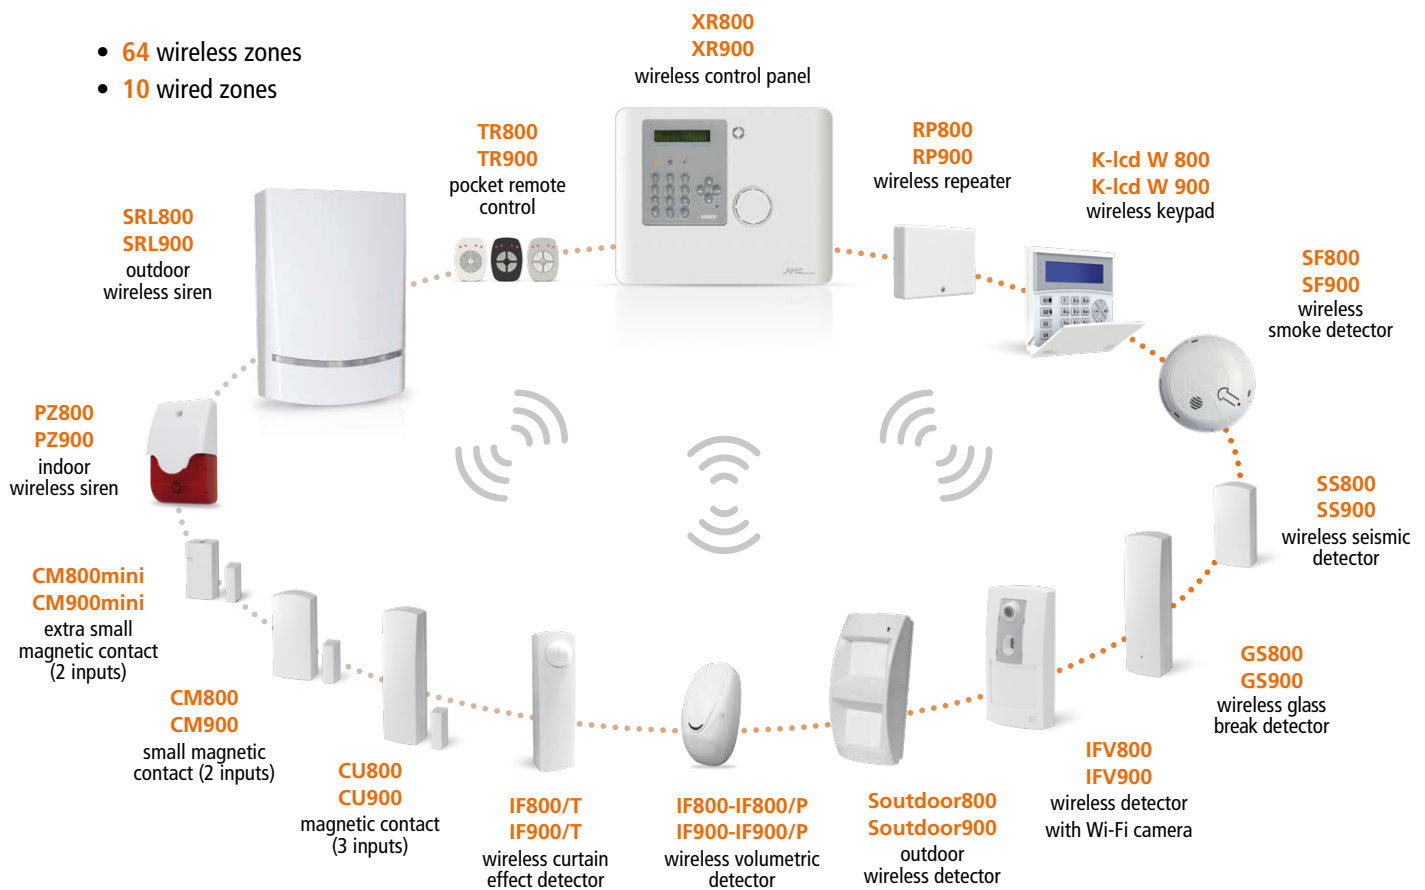 • 64 wireless zones
• 10 wired zones
XR800
XR900
wireless control panel
TR800
TR900
pocket remote
control
RP800
RP900
wireless repeater
K-lcd W 800
K-lcd W 900
wireless keypad
SRL800
SRL900
outdoor
wireless siren
SF800
SF900
wireless
smoke detector
PZ800
PZ900
indoor
wireless siren
SS800
SS900
wireless seismic
detector
CM800mini
CM900mini
extra small
magnetic contact
(2 inputs)
GS800
GS900
wireless glass
break detector
CM800
CM900
small magnetic
contact (2 inputs)
CU800
CU900
magnetic contact
(3 inputs)
IF800/T
IF900/T
wireless curtain
effect detector
IF800-IF800/P
IF900-IF900/P
wireless volumetric
detector
Soutdoor800
Soutdoor900
outdoor
wireless detector
IFV800
IFV900
wireless detector
with Wi-Fi camera